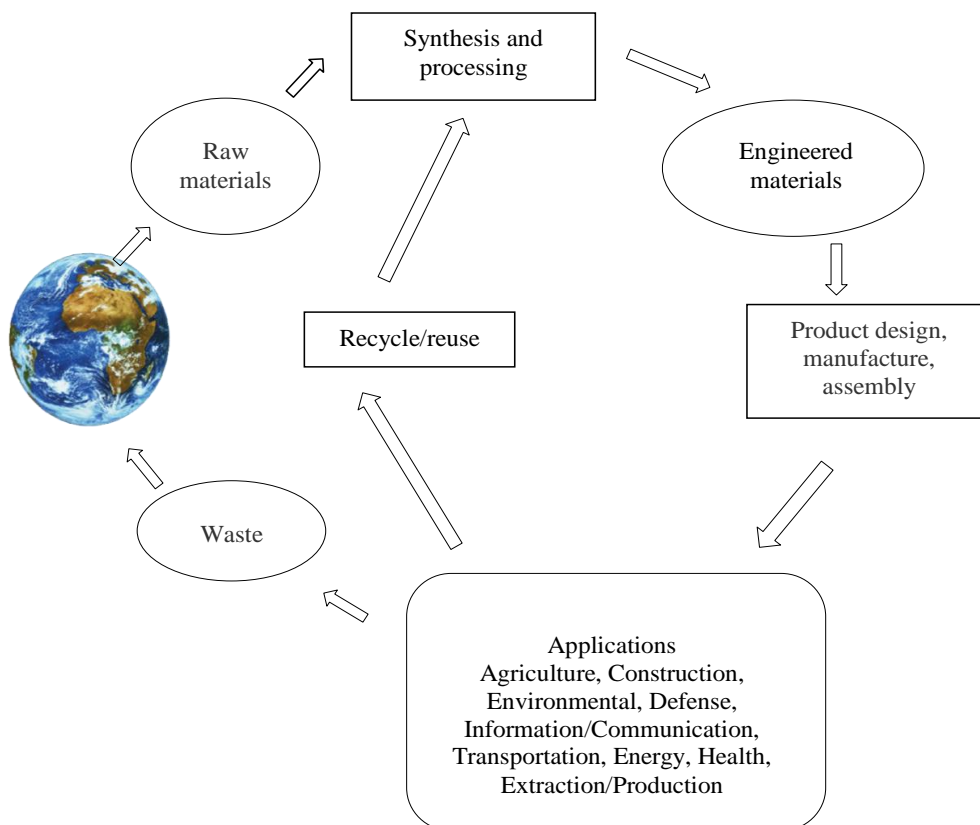 Synthesis and
processing
Raw
materials
Engineered
materials
Recycle/reuse
Product design,
manufacture,
assembly
Waste
Applications
Agriculture, Construction,
Environmental, Defense,
Information/Communication,
Transportation, Energy, Health,
Extraction/Production